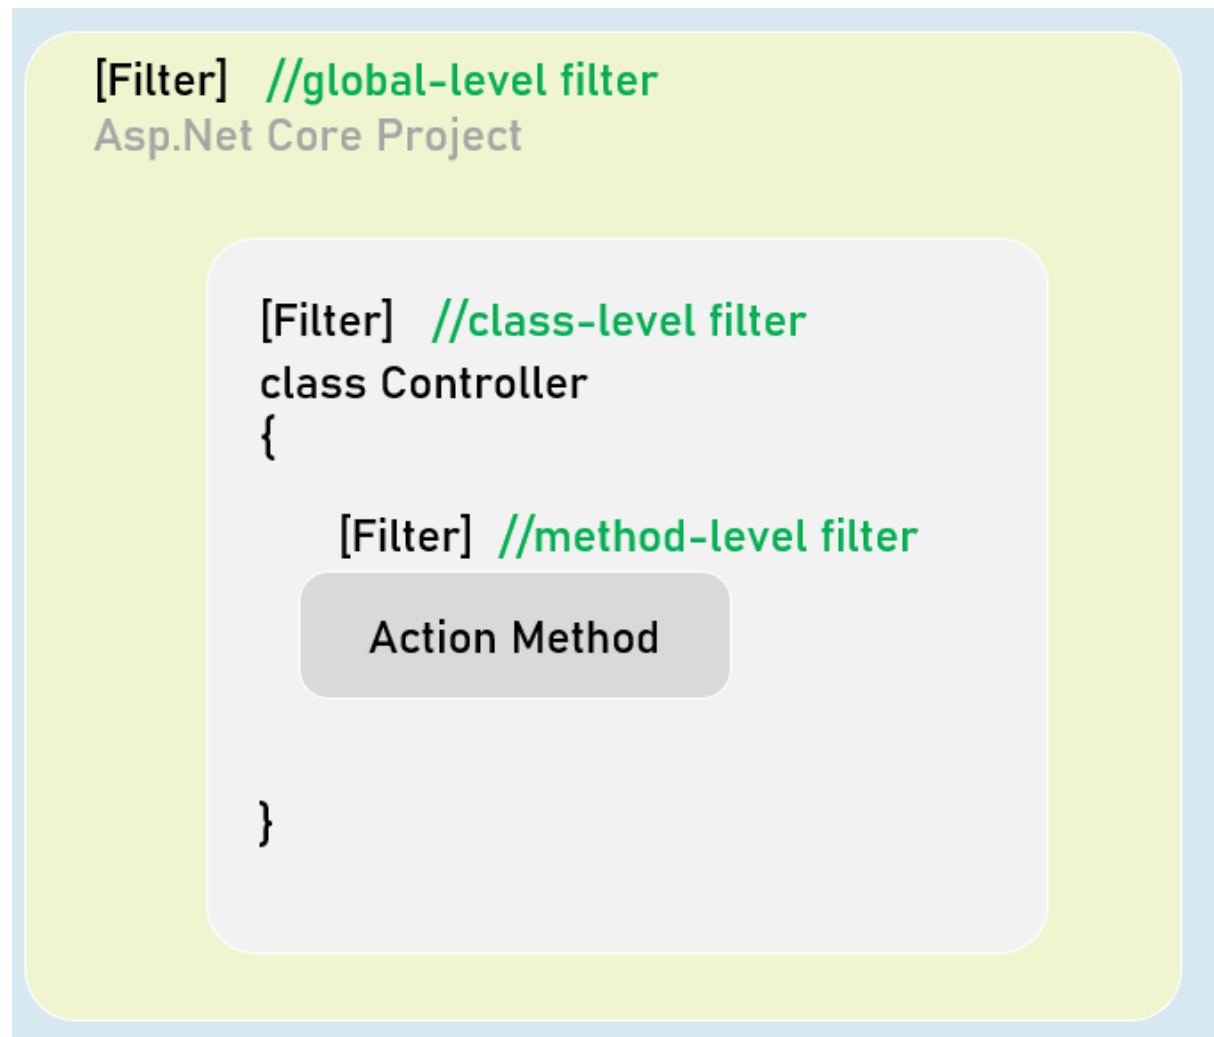 [Filter] //global-level filter
Asp.Net Core Project
[Filter] //class-level filter
class Controller
{
[Filter] //method-level filter
Action Method
}